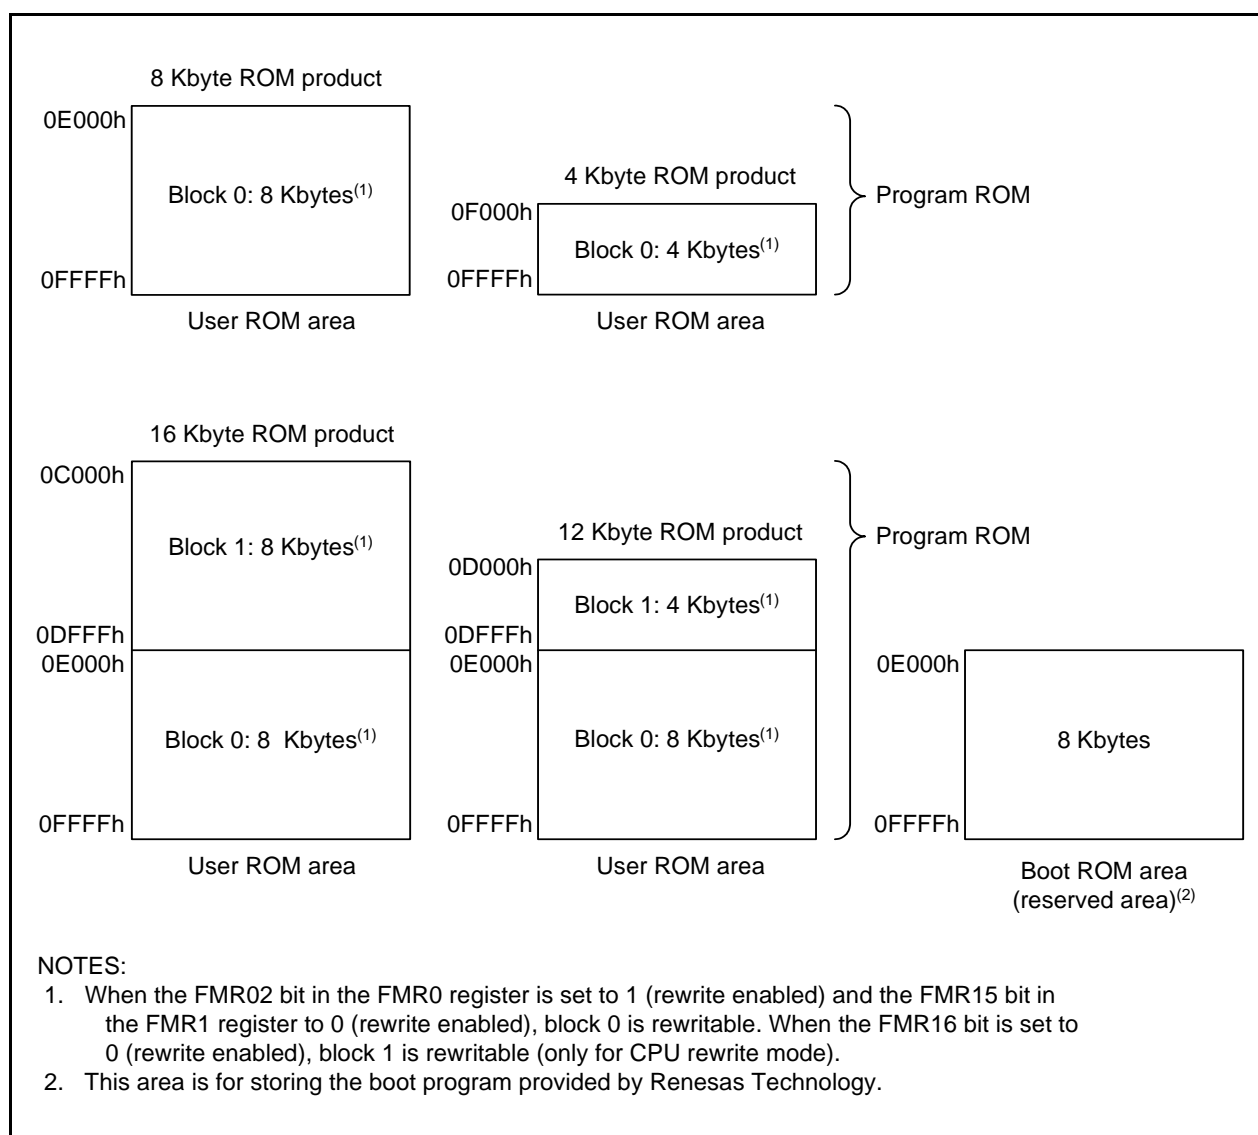 8 Kbyte ROM product
0E000h
Block 0: 8 Kbytes(1)
0FFFFh
User ROM area
4 Kbyte ROM product
0F000h
Block 0: 4 Kbytes(1)
0FFFFh
User ROM area
Program ROM
16 Kbyte ROM product
0C000h
Block 1: 8 Kbytes(1)
0DFFFh
0E000h
Block 0: 8  Kbytes(1)
0FFFFh
User ROM area
12 Kbyte ROM product
0D000h
Block 1: 4 Kbytes(1)
0DFFFh
0E000h
Block 0: 8 Kbytes(1)
0FFFFh
User ROM area
Program ROM
0E000h
8 Kbytes
0FFFFh
Boot ROM area
(reserved area)(2)
NOTES:
1. When the FMR02 bit in the FMR0 register is set to 1 (rewrite enabled) and the FMR15 bit in
the FMR1 register to 0 (rewrite enabled), block 0 is rewritable. When the FMR16 bit is set to
0 (rewrite enabled), block 1 is rewritable (only for CPU rewrite mode).
2. This area is for storing the boot program provided by Renesas Technology.